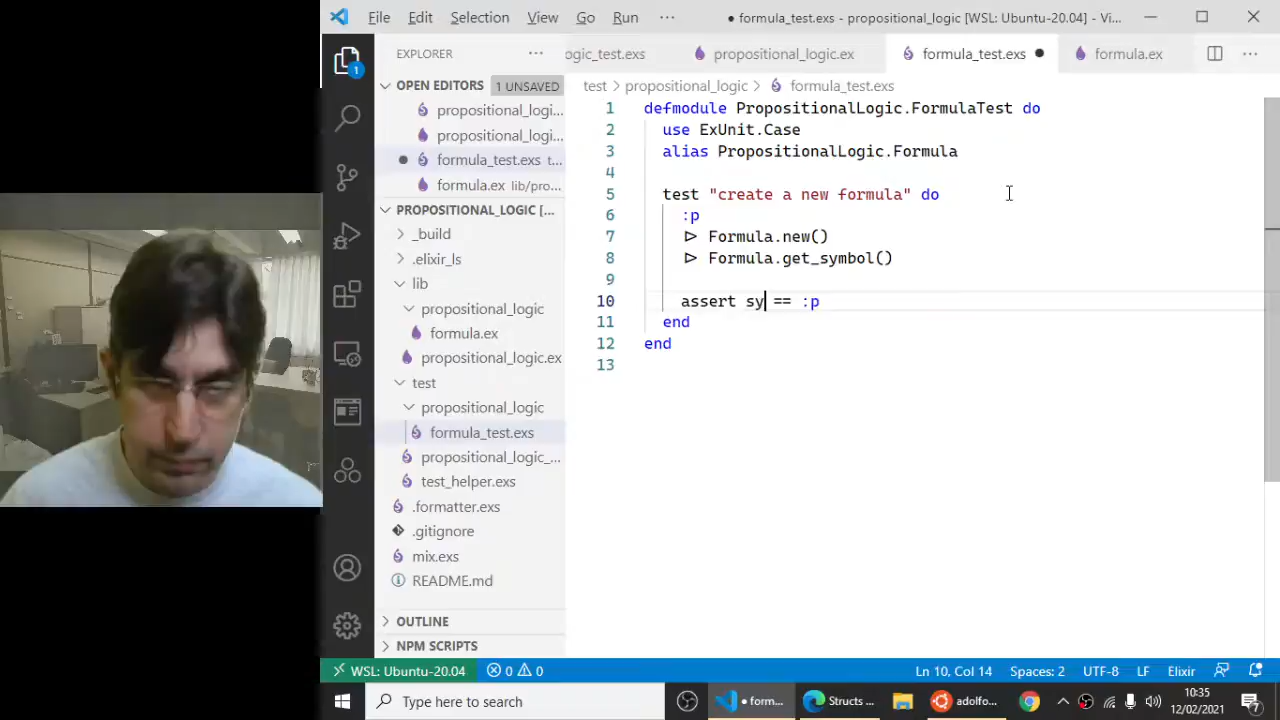 File Edit Selection View Go Run ··· ● formula_test.exs - propositional_logic [WSL: Ubuntu-20.04] - Vi...
EXPLORER ···
ogic_test.exs propositional_logic.ex formula_test.exs ● formula.ex ···
OPEN EDITORS 1 UNSAVED
1
propositional_logi...
propositional_logi...
● formula_test.exs t...
formula.ex lib/pro...
PROPOSITIONAL_LOGIC [...
_build
.elixir_ls
lib
propositional_logic
formula.ex
propositional_logic.ex
test
propositional_logic
formula_test.exs
propositional_logic_...
test_helper.exs
.formatter.exs
.gitignore
mix.exs
README.md
OUTLINE
NPM SCRIPTS
test > propositional_logic > formula_test.exs
1 defmodule PropositionalLogic.FormulaTest do
2 use ExUnit.Case
3 alias PropositionalLogic.Formula
4
5 test "create a new formula" do
6 :p
7 |> Formula.new()
8 |> Formula.get_symbol()
9
10 assert sy == :p
11 end
12 end
13
WSL: Ubuntu-20.04 0 0 Ln 10, Col 14 Spaces: 2 UTF-8 LF Elixir
Type here to search ● form... Structs ... adolfo... 10:35
12/02/2021 7